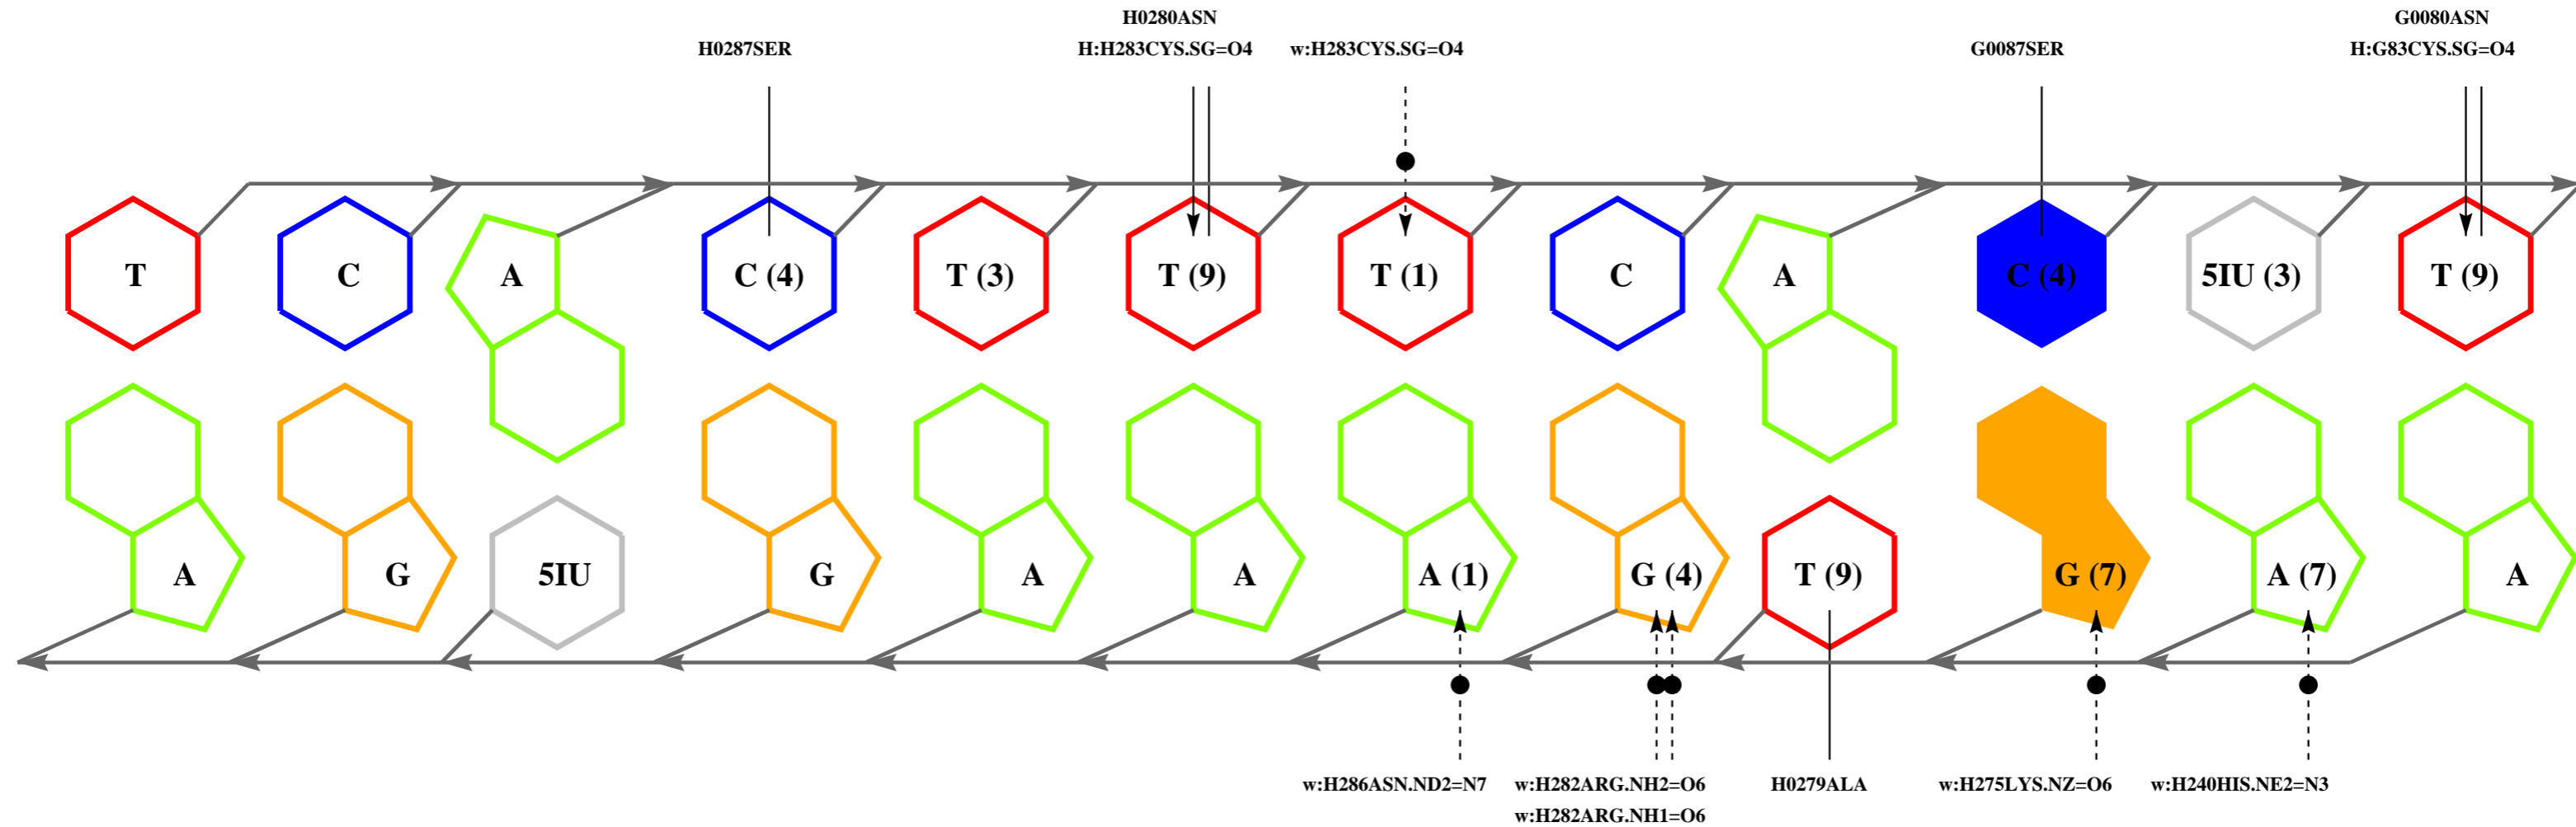 H0280ASN
G0080ASN
H0287SER
H:H283CYS.SG=O4
w:H283CYS.SG=O4
G0087SER
H:G83CYS.SG=O4
T
C
A
C (4)
T (3)
T (9)
T (1)
C
A
C (4)
5IU (3)
T (9)
A
G
5IU
G
A
A
A (1)
G (4)
T (9)
G (7)
A (7)
A
w:H286ASN.ND2=N7
w:H282ARG.NH2=O6
H0279ALA
w:H275LYS.NZ=O6
w:H240HIS.NE2=N3
w:H282ARG.NH1=O6